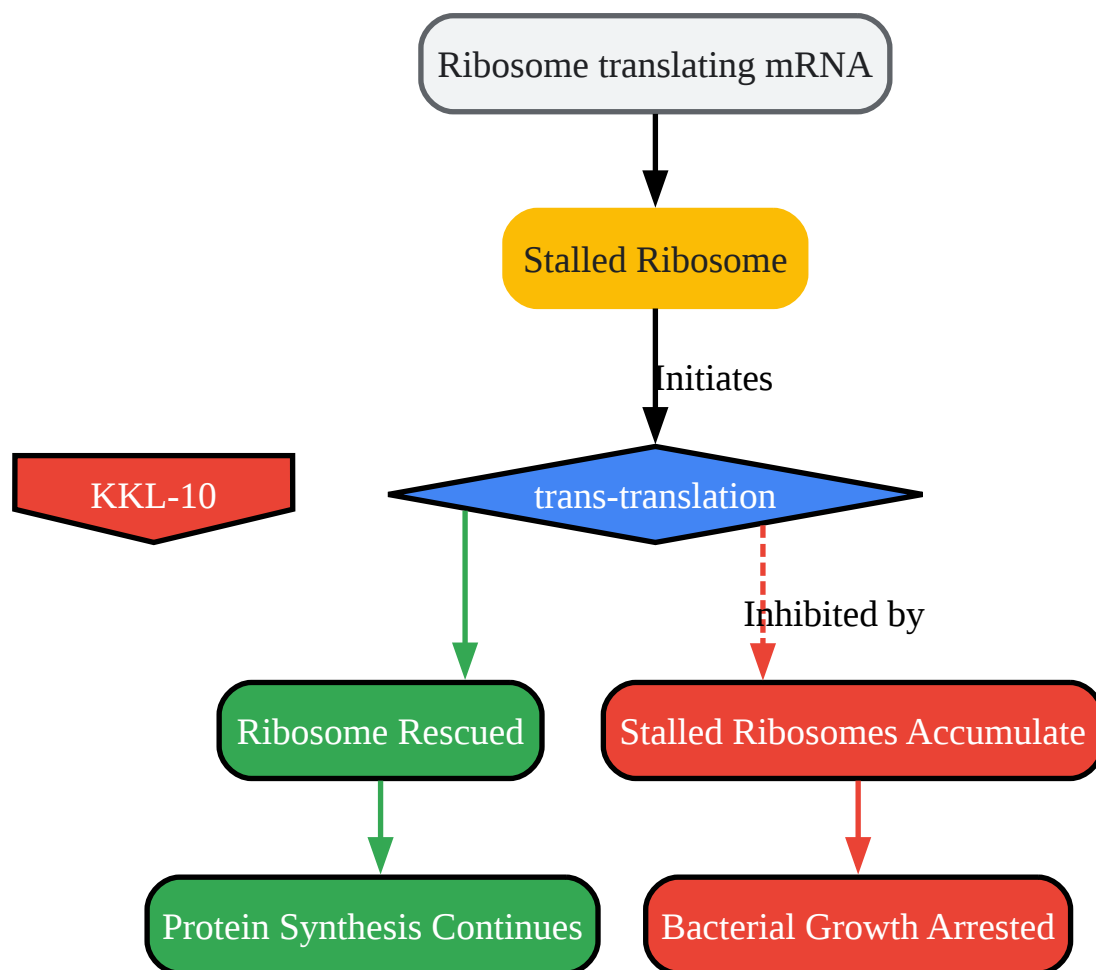 Ribosome translating mRNA
Stalled Ribosome
Initiates
KKL-10
trans-translation
Inhibited by
Ribosome Rescued
Stalled Ribosomes Accumulate
Protein Synthesis Continues
Bacterial Growth Arrested